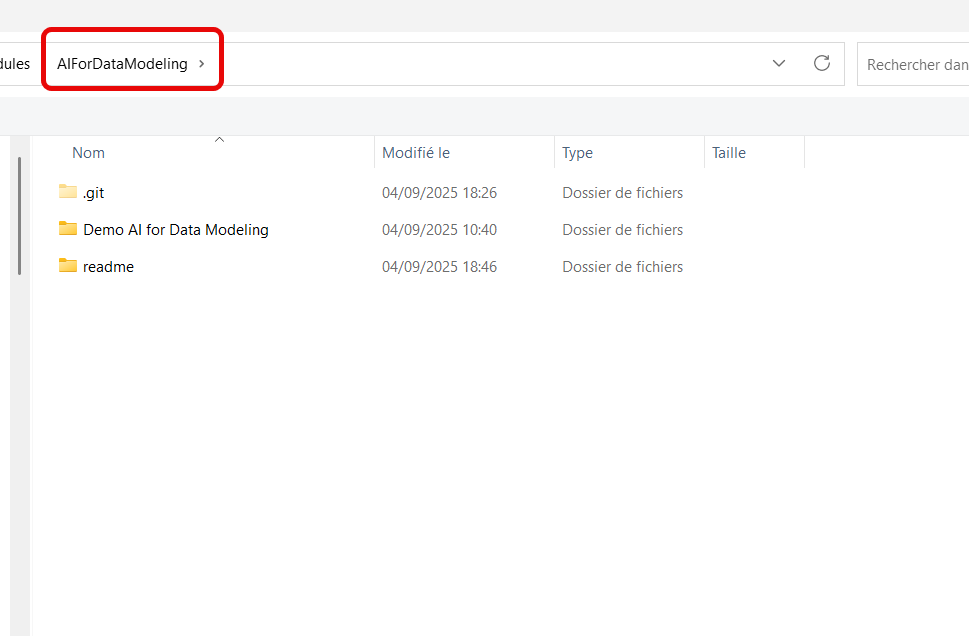 dules AIForDataModeling Rechercher dan
Nom Modifié le Type Taille
.git 04/09/2025 18:26 Dossier de fichiers
Demo AI for Data Modeling 04/09/2025 10:40 Dossier de fichiers
readme 04/09/2025 18:46 Dossier de fichiers